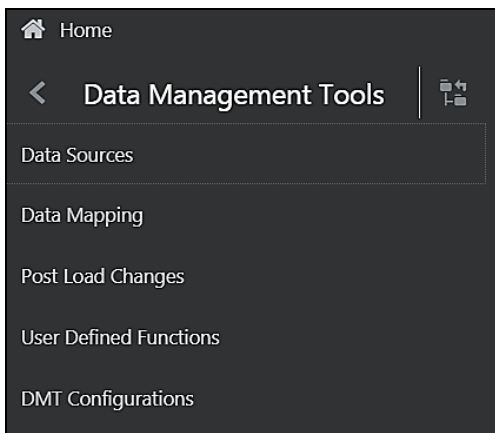 Home
Data Management Tools
Data Sources
Data Mapping
Post Load Changes
User Defined Functions
DMT Configurations